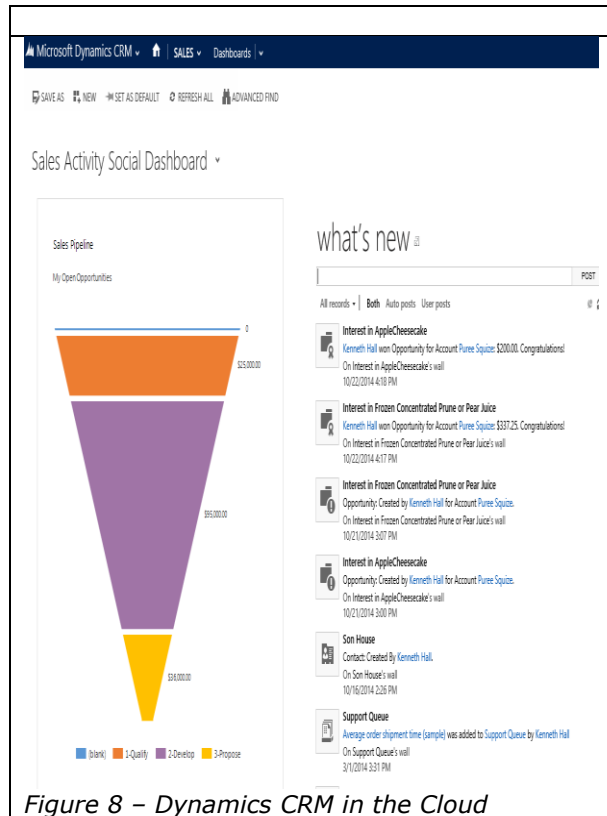 Microsoft Dynamics CRM SALES Dashboards
SAVE AS NEW SET AS DEFAULT REFRESH ALL ADVANCED FIND
Sales Activity Social Dashboard
Sales Pipeline
My Open Opportunities
0
$25,000.00
$95,000.00
$36,000.00
(blank) 1-Qualify 2-Develop 3-Propose
what's new
POST
All records Both Auto posts User posts
Interest in AppleCheesecake
Kenneth Hall won Opportunity for Account Puree Squize: $200.00. Congratulations!
On Interest in AppleCheesecake's wall
10/22/2014 4:18 PM
Interest in Frozen Concentrated Prune or Pear Juice
Kenneth Hall won Opportunity for Account Puree Squize: $337.25. Congratulations!
On Interest in Frozen Concentrated Prune or Pear Juice's wall
10/22/2014 4:17 PM
Interest in Frozen Concentrated Prune or Pear Juice
Opportunity: Created by Kenneth Hall for Account Puree Squize.
On Interest in Frozen Concentrated Prune or Pear Juice's wall
10/21/2014 3:07 PM
Interest in AppleCheesecake
Opportunity: Created by Kenneth Hall for Account Puree Squize.
On Interest in AppleCheesecake's wall
10/21/2014 3:00 PM
Son House
Contact: Created By Kenneth Hall.
On Son House's wall
10/16/2014 2:26 PM
Support Queue
Average order shipment time (sample) was added to Support Queue by Kenneth Hall
On Support Queue's wall
3/1/2014 3:31 PM
Figure 8 – Dynamics CRM in the Cloud